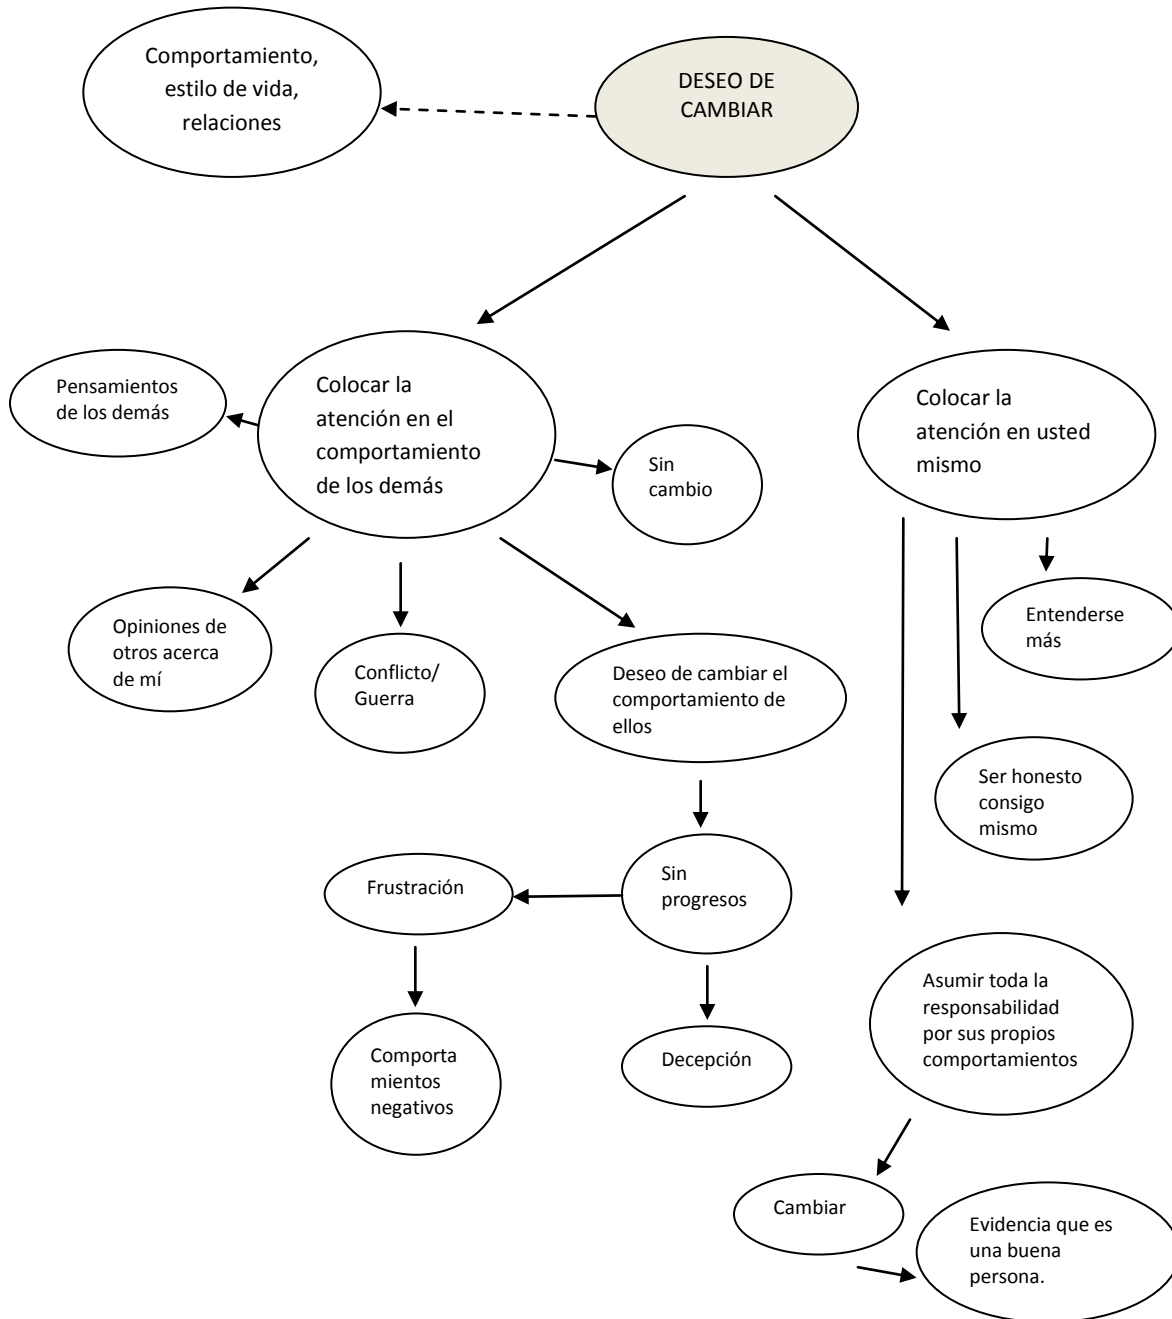 Comportamiento,
estilo de vida,
relaciones
DESEO DE
CAMBIAR
Pensamientos
de los demás
Colocar la
atención en el
comportamiento
de los demás
Sin
cambio
Colocar la
atención en usted
mismo
Opiniones de
otros acerca
de mí
Conflicto/
Guerra
Deseo de cambiar el
comportamiento de
ellos
Entenderse
más
Ser honesto
consigo
mismo
Frustración
Sin
progresos
Comporta
mientos
negativos
Decepción
Asumir toda la
responsabilidad
por sus propios
comportamientos
Cambiar
Evidencia que es
una buena
persona.